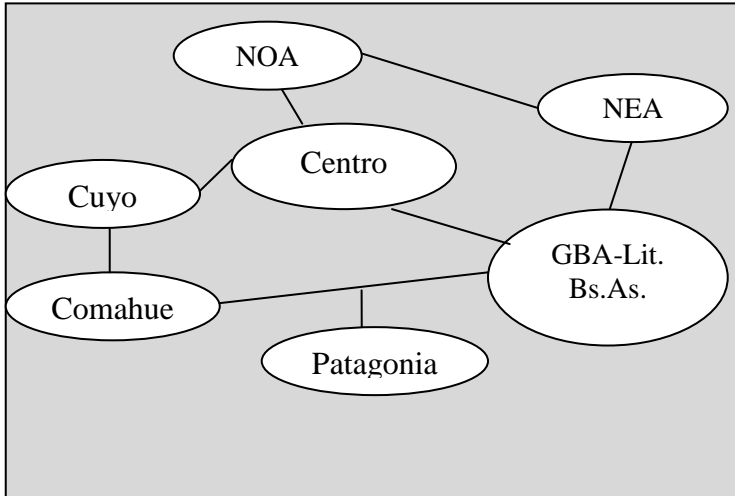 NOA
NEA
Centro
Cuyo
GBA-Lit.
Bs.As.
Comahue
Patagonia